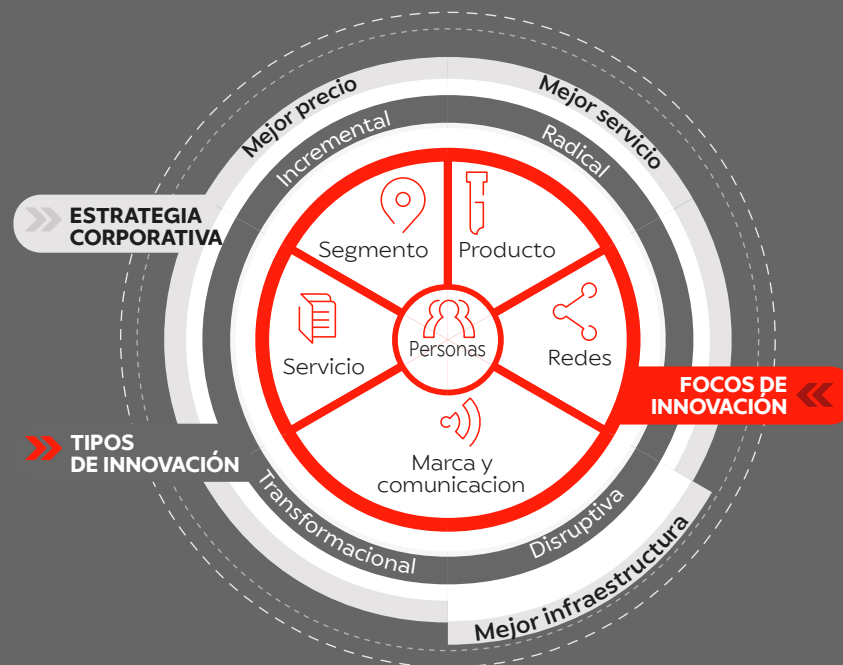 Mejor precio
Mejor servicio
Incremental
Radical
ESTRATEGIA
CORPORATIVA
Segmento
Producto
Servicio
Personas
Redes
FOCOS DE
INNOVACIÓN
TIPOS
DE INNOVACIÓN
Marca y
comunicacion
Transformacional
Disruptiva
Mejor infraestructura